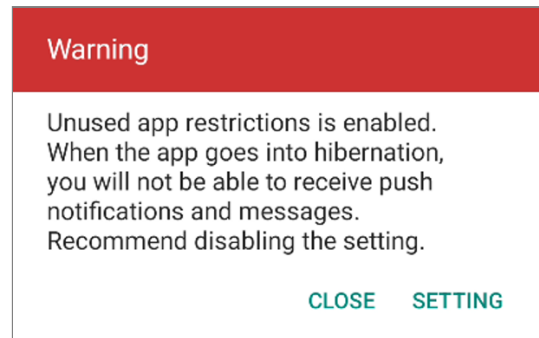 Warning
Unused app restrictions is enabled.
When the app goes into hibernation,
you will not be able to receive push
notifications and messages.
Recommend disabling the setting.
CLOSE SETTING